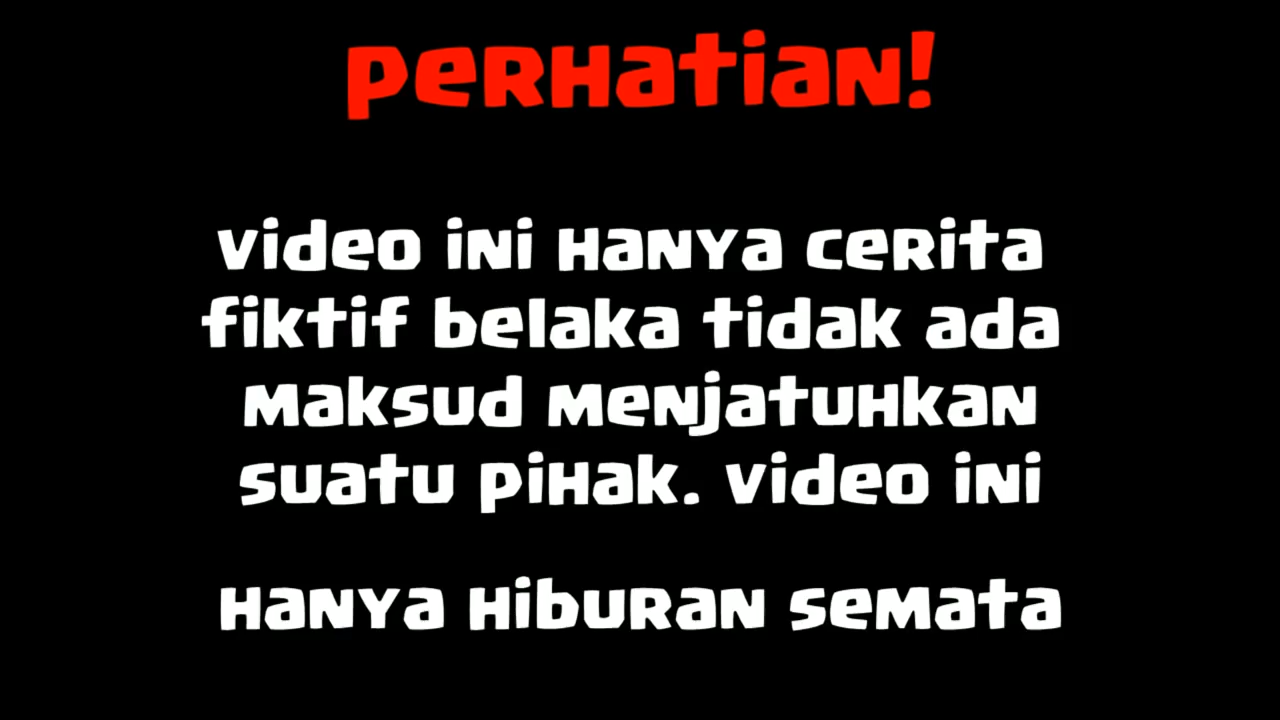 PERHATIAN!
VIDEO INI HANYA CERITA
FIKTIF BELAKA TIDAK ADA
MAKSUD MENJATUHKAN
SUATU PIHAK. VIDEO INI
HANYA HIBURAN SEMATA